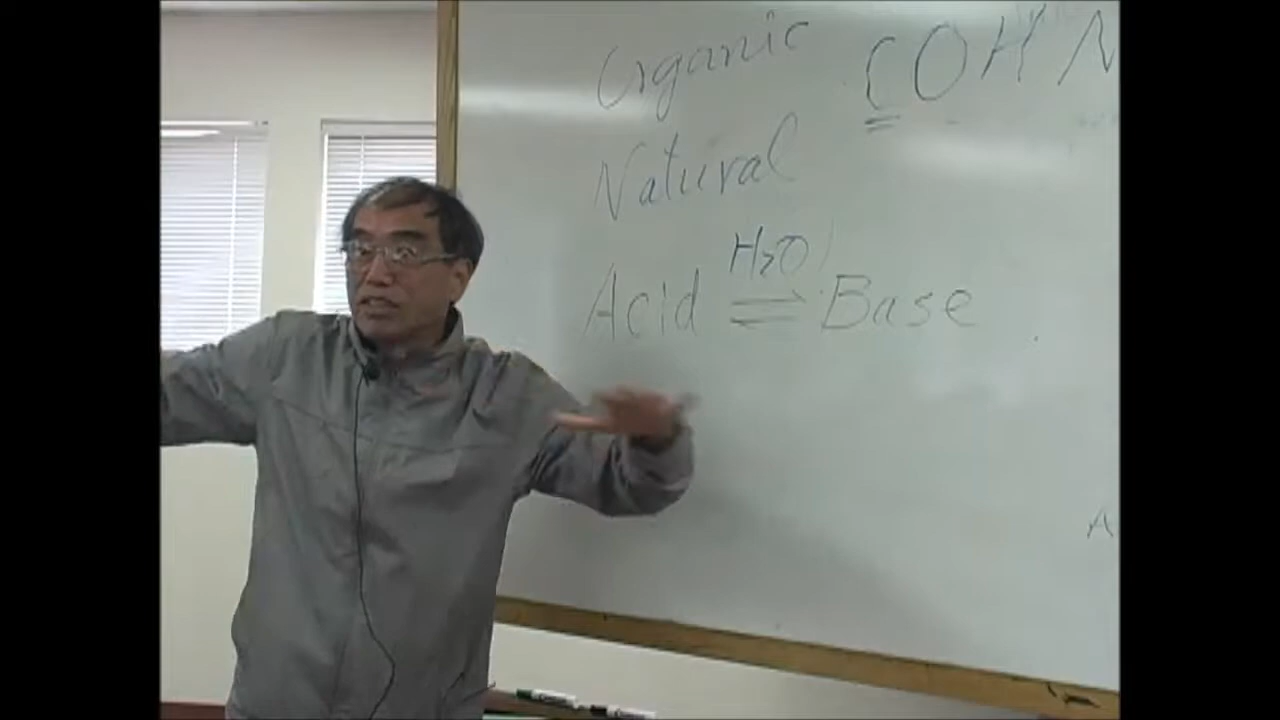 Organic COHN
Natural
H2O
Acid ⇌ Base
A